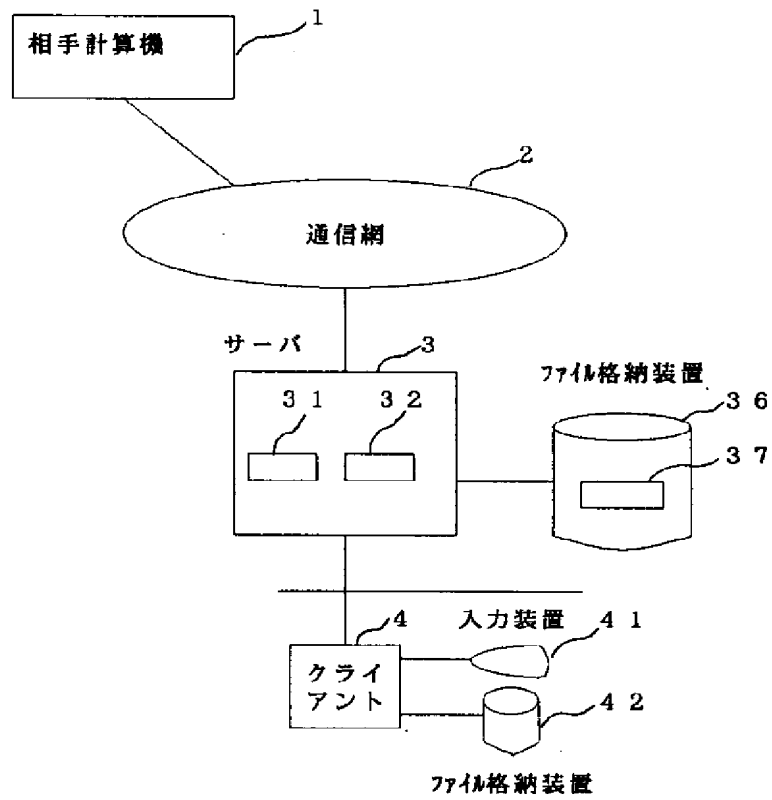 1
相手計算機
2
通信網
サーバ
3
ファイル格納装置
31
32
36
37
4
入力装置
41
クライ
アント
42
ファイル格納装置